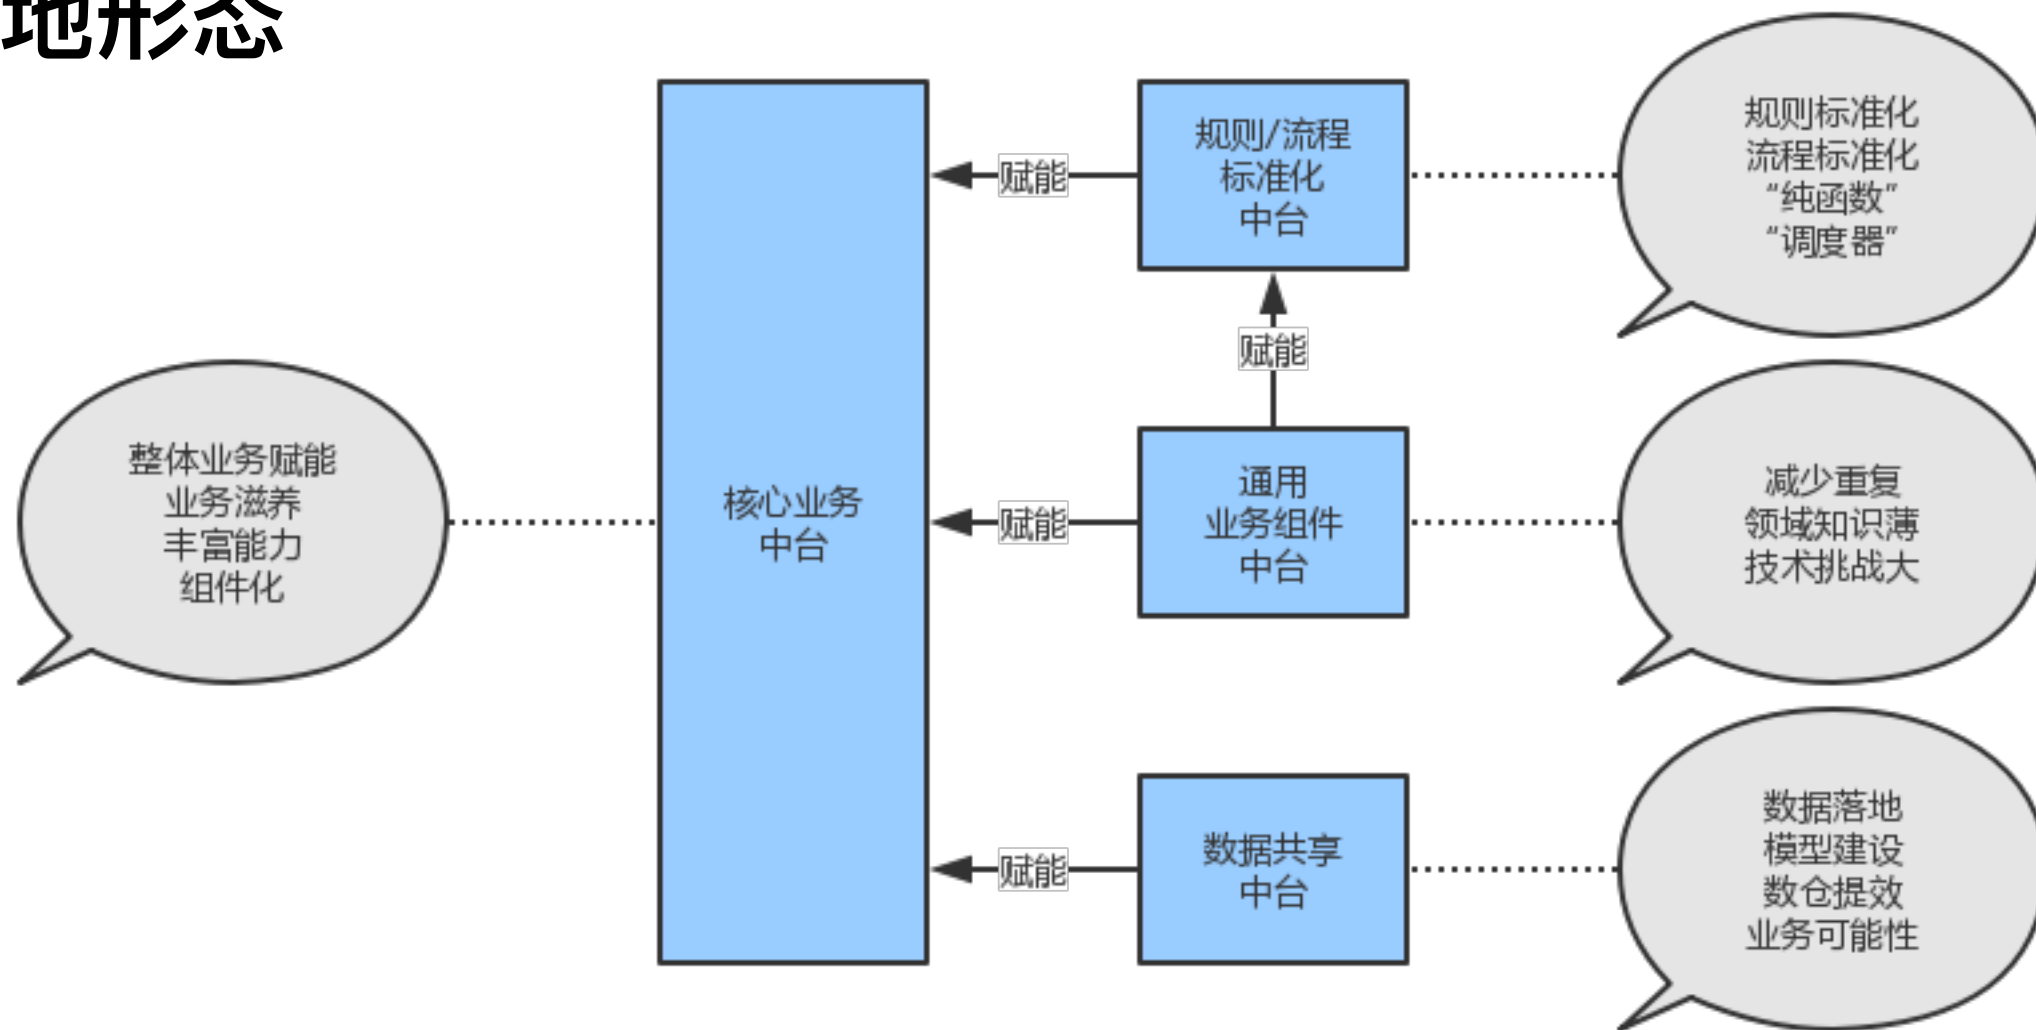 地形态
规则/流程
标准化
中台
规则标准化
流程标准化
“纯函数”
“调度器”
赋能
赋能
整体业务赋能
业务滋养
丰富能力
组件化
核心业务
中台
赋能
通用
业务组件
中台
减少重复
领域知识薄
技术挑战大
赋能
数据共享
中台
数据落地
模型建设
数仓提效
业务可能性